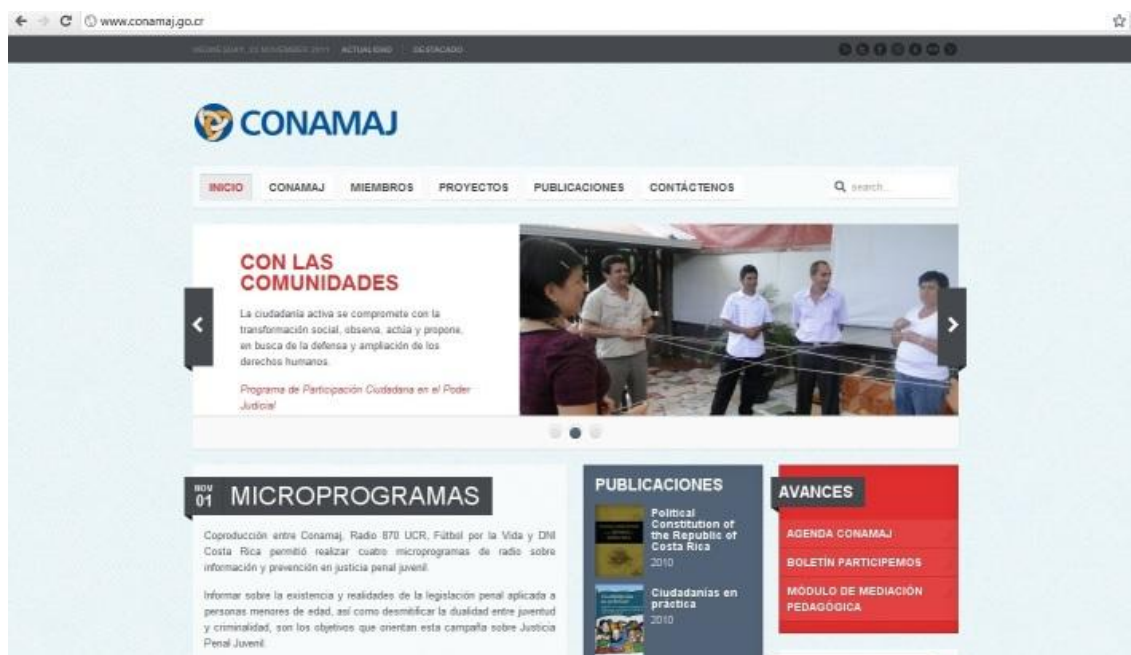 www.conamaj.go.cr
ACTUALIDAD
DESTACADO
CONAMAJ
INICIO CONAMAJ MIEMBROS PROYECTOS PUBLICACIONES CONTÁCTENOS search...
CON LAS
COMUNIDADES
La ciudadanía activa se compromete con la
transformación social, observa, actúa y propone,
en busca de la defensa y ampliación de los
derechos humanos.
Programa de Participación Ciudadana en el Poder
Judicial
NOV
01
MICROPROGRAMAS
Coproducción entre Conamaj, Radio 870 UCR, Fútbol por la Vida y DNI
Costa Rica permitió realizar cuatro microprogramas de radio sobre
información y prevención en justicia penal juvenil.
Informar sobre la existencia y realidades de la legislación penal aplicada a
personas menores de edad, así como desmitificar la dualidad entre juventud
y criminalidad, son los objetivos que orientan esta campaña sobre Justicia
Penal Juvenil.
PUBLICACIONES
Political
Constitution of
the Republic of
Costa Rica
2010
Ciudadanías en
práctica
2010
AVANCES
AGENDA CONAMAJ
BOLETÍN PARTICIPEMOS
MÓDULO DE MEDIACIÓN
PEDAGÓGICA